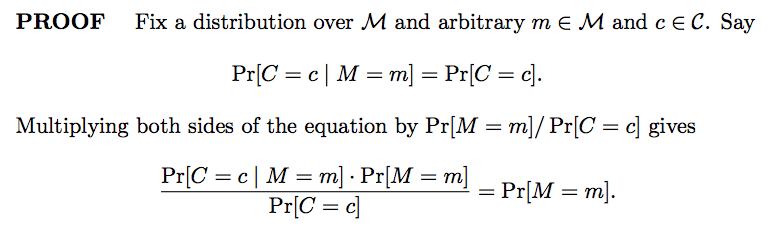 PROOF Fix a distribution over ℳ and arbitrary m ∈ ℳ and c ∈ 𝒞. Say
Pr[C = c | M = m] = Pr[C = c].
Multiplying both sides of the equation by Pr[M = m]/ Pr[C = c] gives
Pr[C = c | M = m] · Pr[M = m]
Pr[C = c]
= Pr[M = m].